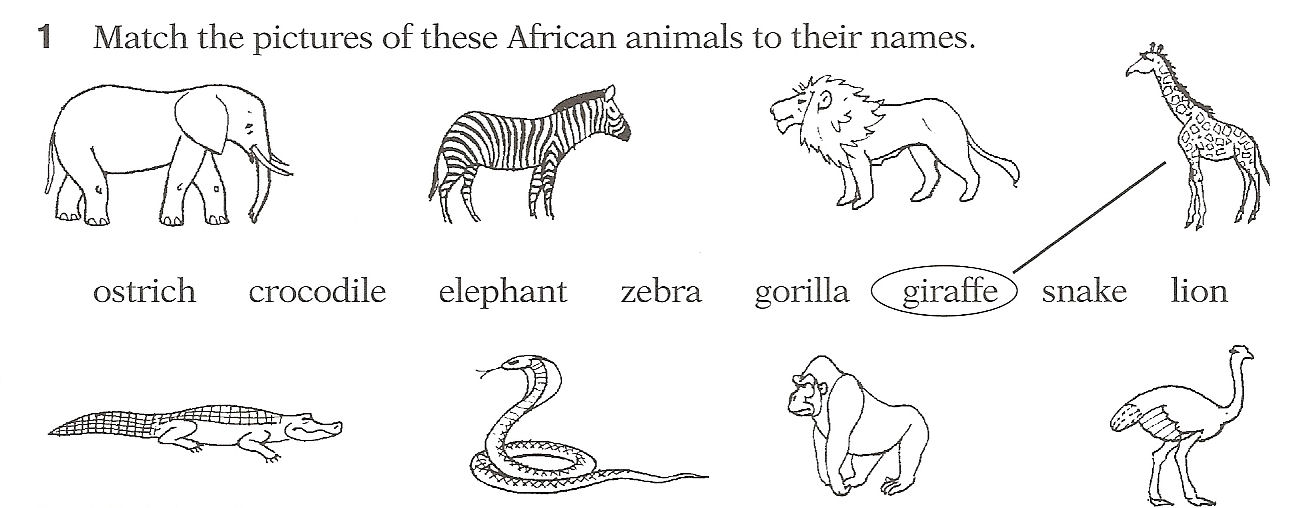 1 Match the pictures of these African animals to their names.
ostrich crocodile elephant zebra gorilla giraffe snake lion